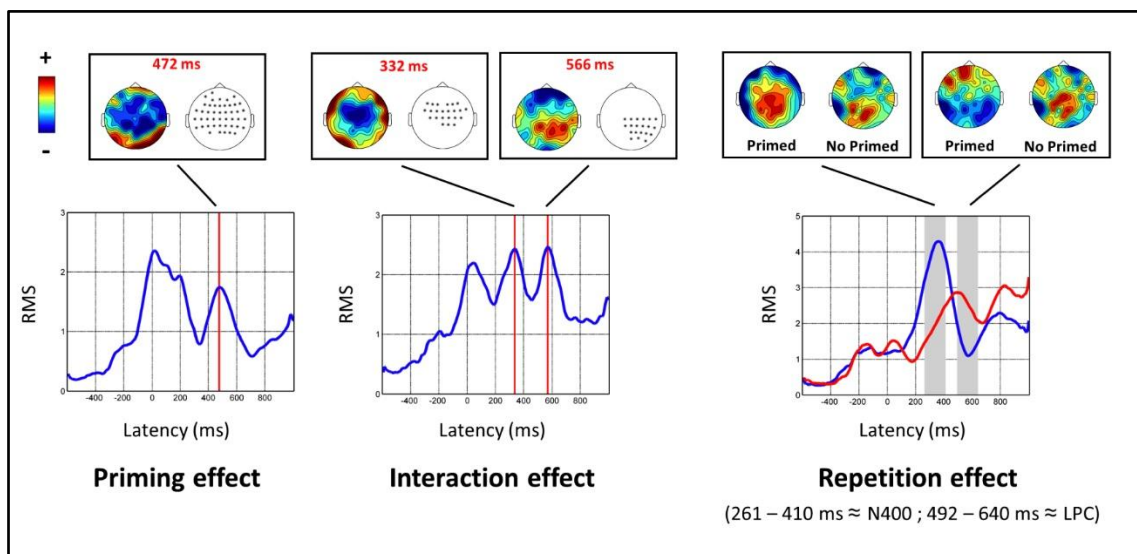 +
-
472 ms
332 ms
566 ms
Primed
No Primed
Primed
No Primed
RMS
3
2
1
0
-400 -200 0 200 400 600 800
Latency (ms)
Priming effect
RMS
3
2
1
0
-400 -200 0 200 400 600 800
Latency (ms)
Interaction effect
RMS
5
4
3
2
1
0
-400 -200 0 200 400 600 800
Latency (ms)
Repetition effect
(261 – 410 ms ≈ N400 ; 492 – 640 ms ≈ LPC)